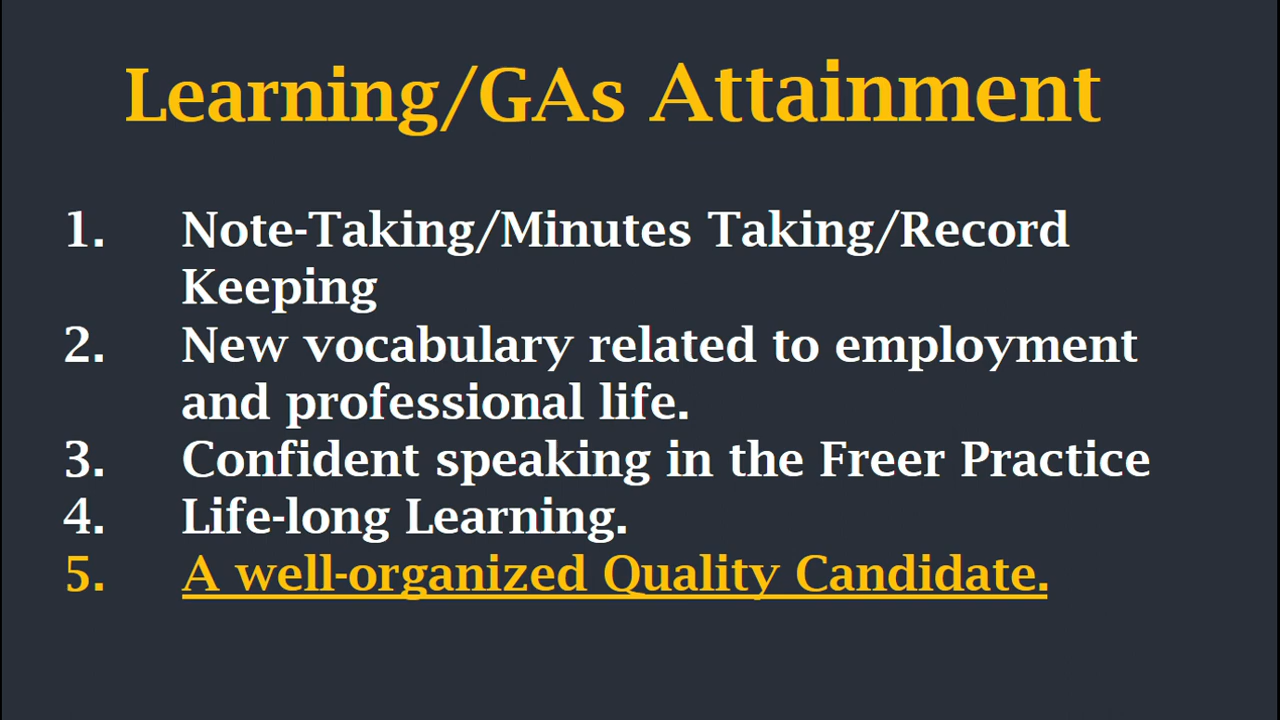 Learning/GAs Attainment
1. Note-Taking/Minutes Taking/Record
Keeping
2. New vocabulary related to employment
and professional life.
3. Confident speaking in the Freer Practice
4. Life-long Learning.
5. A well-organized Quality Candidate.